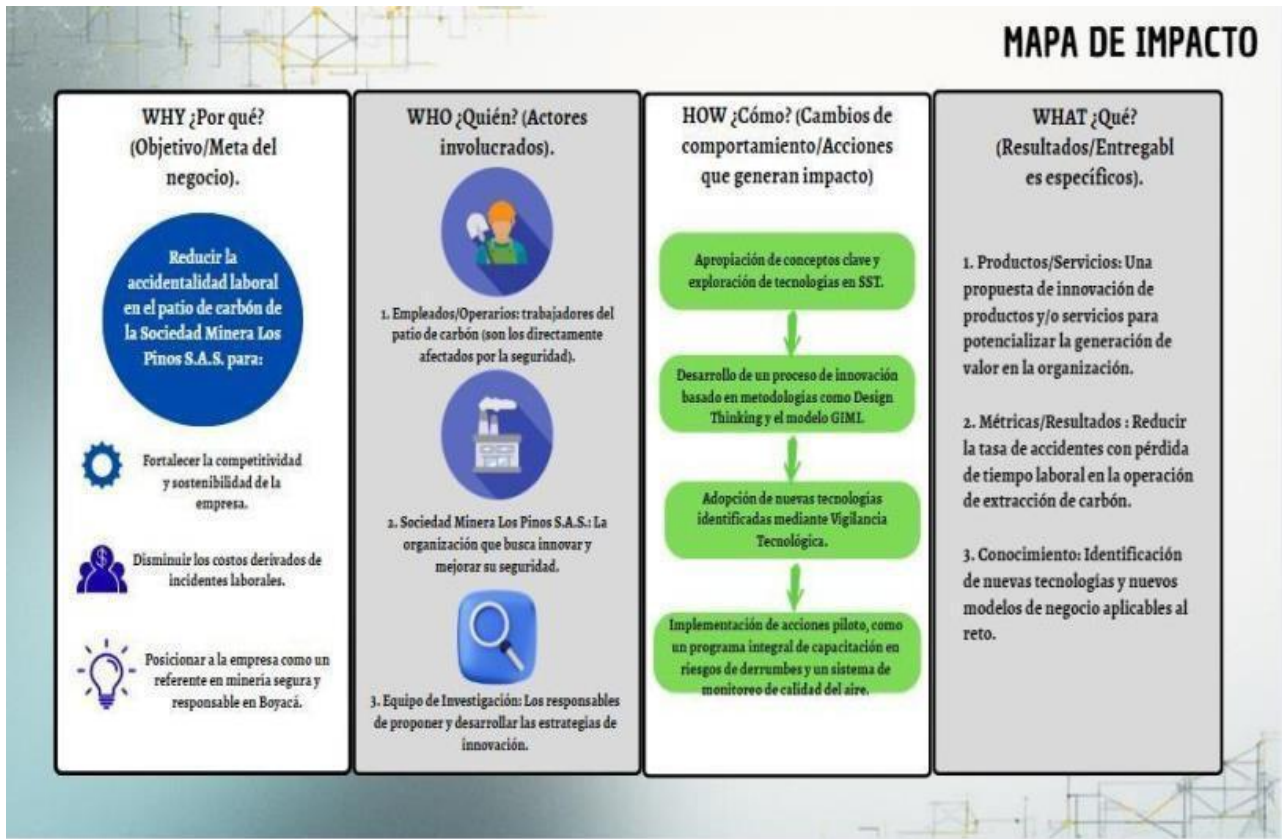 MAPA DE IMPACTO
WHY ¿Por qué?
(Objetivo/Meta del
negocio).
Reducir la
accidentalidad laboral
en el patio de carbón de
la Sociedad Minera Los
Pinos S.A.S. para:
Fortalecer la competitividad
y sostenibilidad de la
empresa.
Disminuir los costos derivados de
incidentes laborales.
Posicionar a la empresa como un
referente en minería segura y
responsable en Boyacá.
WHO ¿Quién? (Actores
involucrados).
1. Empleados/Operarios: trabajadores del
patio de carbón (son los directamente
afectados por la seguridad).
2. Sociedad Minera Los Pinos S.A.S.: La
organización que busca innovar y
mejorar su seguridad.
3. Equipo de Investigación: Los responsables
de proponer y desarrollar las estrategias de
innovación.
HOW ¿Cómo? (Cambios de
comportamiento/Acciones
que generan impacto)
Apropiación de conceptos clave y
exploración de tecnologías en SST.
Desarrollo de un proceso de innovación
basado en metodologías como Design
Thinking y el modelo GIMI.
Adopción de nuevas tecnologías
identificadas mediante Vigilancia
Tecnológica.
Implementación de acciones piloto, como
un programa integral de capacitación en
riesgos de derrumbes y un sistema de
monitoreo de calidad del aire.
WHAT ¿Qué?
(Resultados/Entregabl
es específicos).
1. Productos/Servicios: Una
propuesta de innovación de
productos y/o servicios para
potencializar la generación de
valor en la organización.
2. Métricas/Resultados : Reducir
la tasa de accidentes con pérdida
de tiempo laboral en la operación
de extracción de carbón.
3. Conocimiento: Identificación
de nuevas tecnologías y nuevos
modelos de negocio aplicables al
reto.